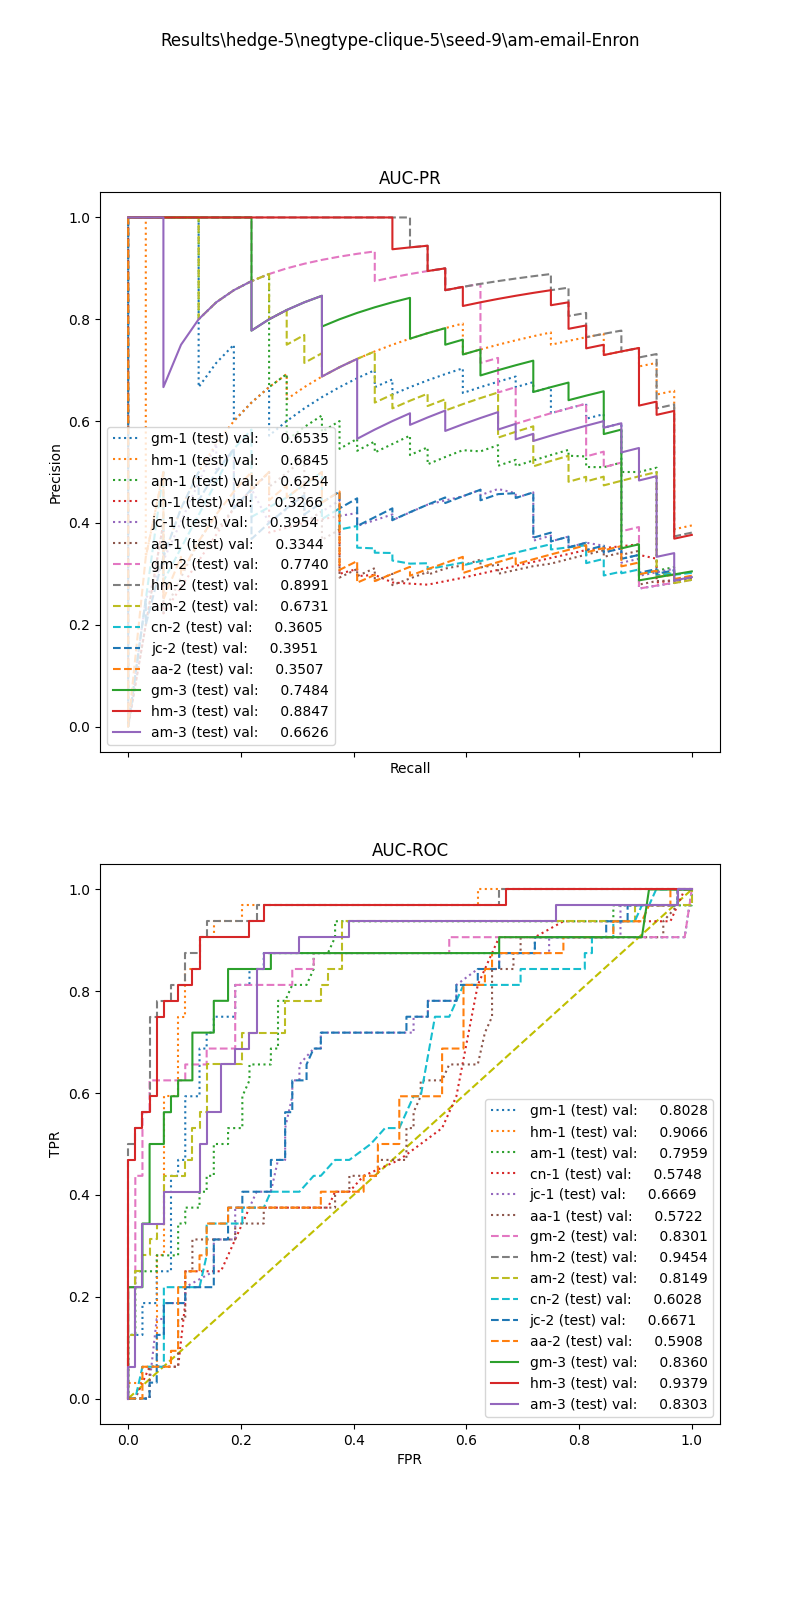 Results\hedge-5\negtype-clique-5\seed-9\am-email-Enron
AUC-PR
1.0
0.8
0.6
0.4
0.2
0.0
Precision
gm-1 (test) val: 0.6535
hm-1 (test) val: 0.6845
am-1 (test) val: 0.6254
cn-1 (test) val: 0.3266
jc-1 (test) val: 0.3954
aa-1 (test) val: 0.3344
gm-2 (test) val: 0.7740
hm-2 (test) val: 0.8991
am-2 (test) val: 0.6731
cn-2 (test) val: 0.3605
jc-2 (test) val: 0.3951
aa-2 (test) val: 0.3507
gm-3 (test) val: 0.7484
hm-3 (test) val: 0.8847
am-3 (test) val: 0.6626
Recall
AUC-ROC
1.0
0.8
0.6
0.4
0.2
0.0
TPR
gm-1 (test) val: 0.8028
hm-1 (test) val: 0.9066
am-1 (test) val: 0.7959
cn-1 (test) val: 0.5748
jc-1 (test) val: 0.6669
aa-1 (test) val: 0.5722
gm-2 (test) val: 0.8301
hm-2 (test) val: 0.9454
am-2 (test) val: 0.8149
cn-2 (test) val: 0.6028
jc-2 (test) val: 0.6671
aa-2 (test) val: 0.5908
gm-3 (test) val: 0.8360
hm-3 (test) val: 0.9379
am-3 (test) val: 0.8303
0.0 0.2 0.4 0.6 0.8 1.0
FPR